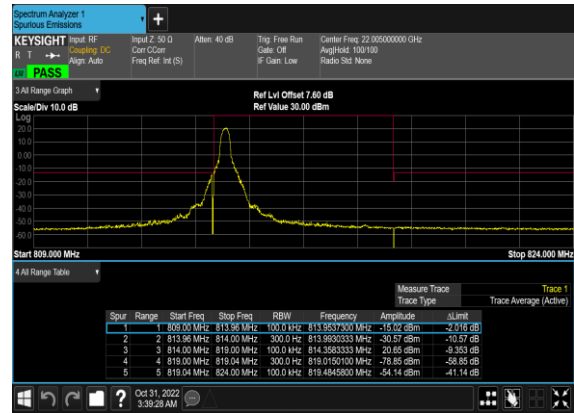 Spectrum Analyzer 1
Spurious Emissions
KEYSIGHT Input: RF Input Z: 50 Ω Atten: 40 dB Trig: Free Run Center Freq: 22.005000000 GHz
R T Coupling: DC Corr CCorr Gate: Off Avg|Hold: 100/100
Align: Auto Freq Ref: Int (S) IF Gain: Low Radio Std: None
PASS
3 All Range Graph
Ref Lvl Offset 7.60 dB
Scale/Div 10.0 dB Ref Value 30.00 dBm
Log
20.0
10.0
0.00
-10.0
-20.0
-30.0
-40.0
-50.0
-60.0
Start 809.000 MHz Stop 824.000 MHz
4 All Range Table
Measure Trace Trace 1
Trace Type Trace Average (Active)
Spur Range Start Freq Stop Freq RBW Frequency Amplitude ΔLimit
1 1 809.00 MHz 813.96 MHz 100.0 kHz 813.9537300 MHz -15.02 dBm -2.016 dB
2 2 813.96 MHz 814.00 MHz 300.0 Hz 813.9930333 MHz -30.57 dBm -10.57 dB
3 3 814.00 MHz 819.00 MHz 100.0 kHz 814.3583333 MHz 20.65 dBm -9.353 dB
4 4 819.00 MHz 819.04 MHz 300.0 Hz 819.0150100 MHz -78.85 dBm -58.85 dB
5 5 819.04 MHz 824.00 MHz 100.0 kHz 819.4845800 MHz -54.14 dBm -41.14 dB
Oct 31, 2022
3:39:28 AM